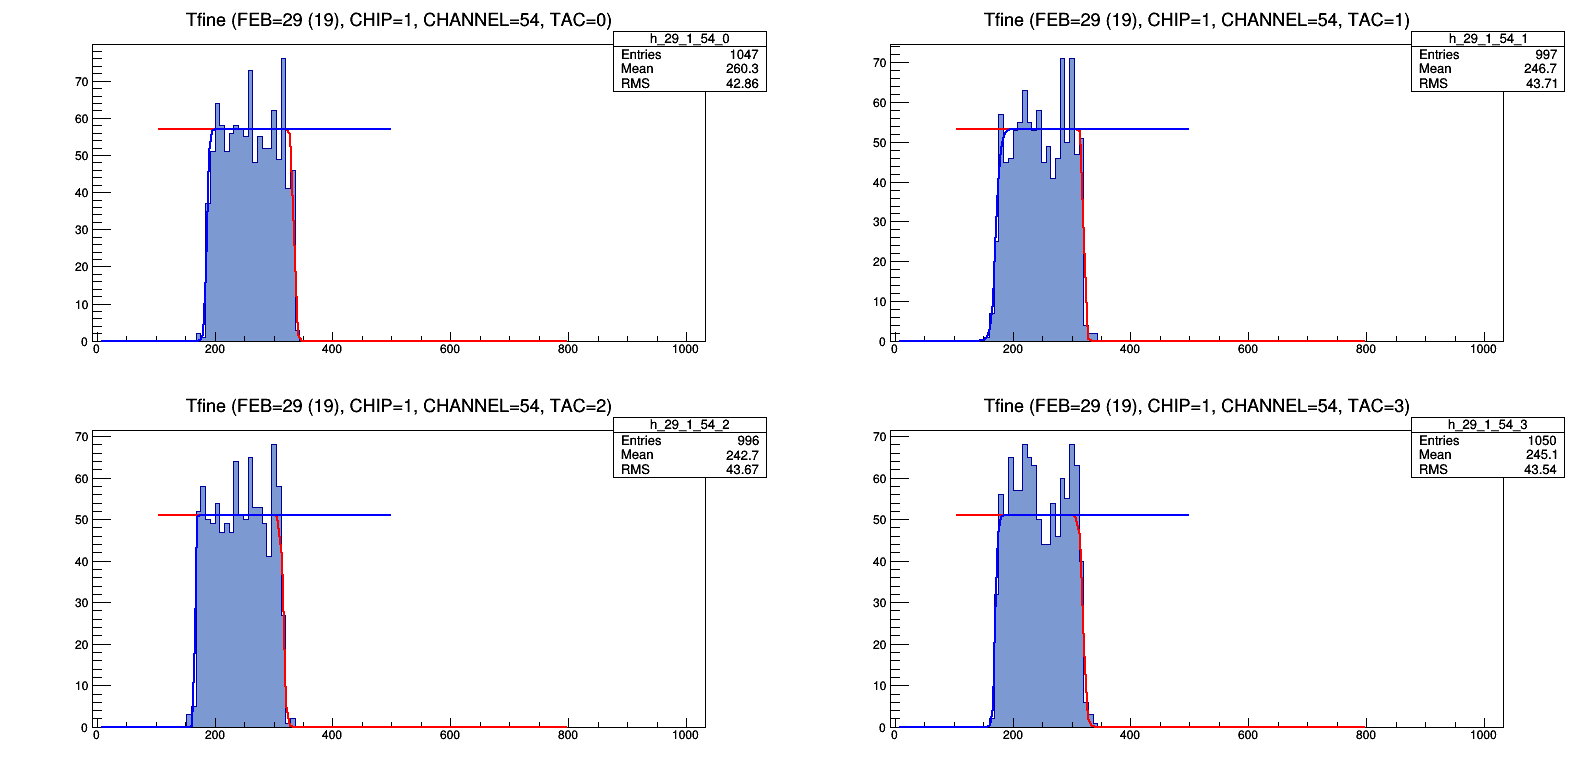 Tfine (FEB=29 (19), CHIP=1, CHANNEL=54, TAC=0)
h_29_1_54_0
Entries 1047
Mean 260.3
RMS 42.86
70
60
50
40
30
20
10
0
0 200 400 600 800 1000
Tfine (FEB=29 (19), CHIP=1, CHANNEL=54, TAC=1)
h_29_1_54_1
Entries 997
Mean 246.7
RMS 43.71
70
60
50
40
30
20
10
0
0 200 400 600 800 1000
Tfine (FEB=29 (19), CHIP=1, CHANNEL=54, TAC=2)
h_29_1_54_2
Entries 996
Mean 242.7
RMS 43.67
70
60
50
40
30
20
10
0
0 200 400 600 800 1000
Tfine (FEB=29 (19), CHIP=1, CHANNEL=54, TAC=3)
h_29_1_54_3
Entries 1050
Mean 245.1
RMS 43.54
70
60
50
40
30
20
10
0
0 200 400 600 800 1000